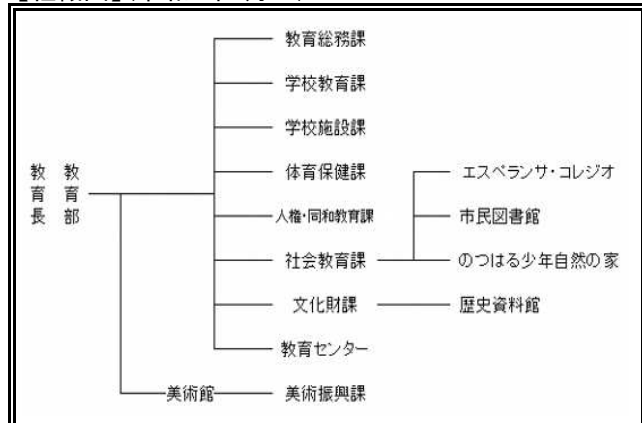 教育総務課
学校教育課
学校施設課
教育長 教育部
体育保健課
エスペランサ・コレジオ
人権・同和教育課
市民図書館
社会教育課
のつはる少年自然の家
文化財課
歴史資料館
教育センター
美術館
美術振興課